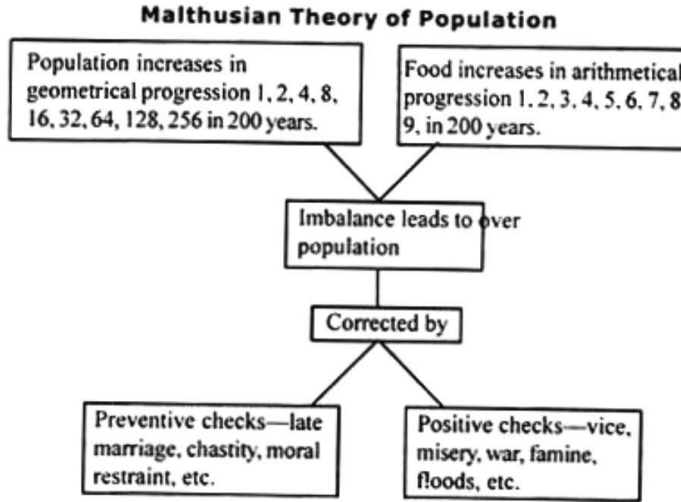 Malthusian Theory of Population
Population increases in
geometrical progression 1, 2, 4, 8,
16, 32, 64, 128, 256 in 200 years.
Food increases in arithmetical
progression 1, 2, 3, 4, 5, 6, 7, 8
9, in 200 years.
Imbalance leads to over
population
Corrected by
Preventive checks—late
marriage, chastity, moral
restraint, etc.
Positive checks—vice,
misery, war, famine,
floods, etc.